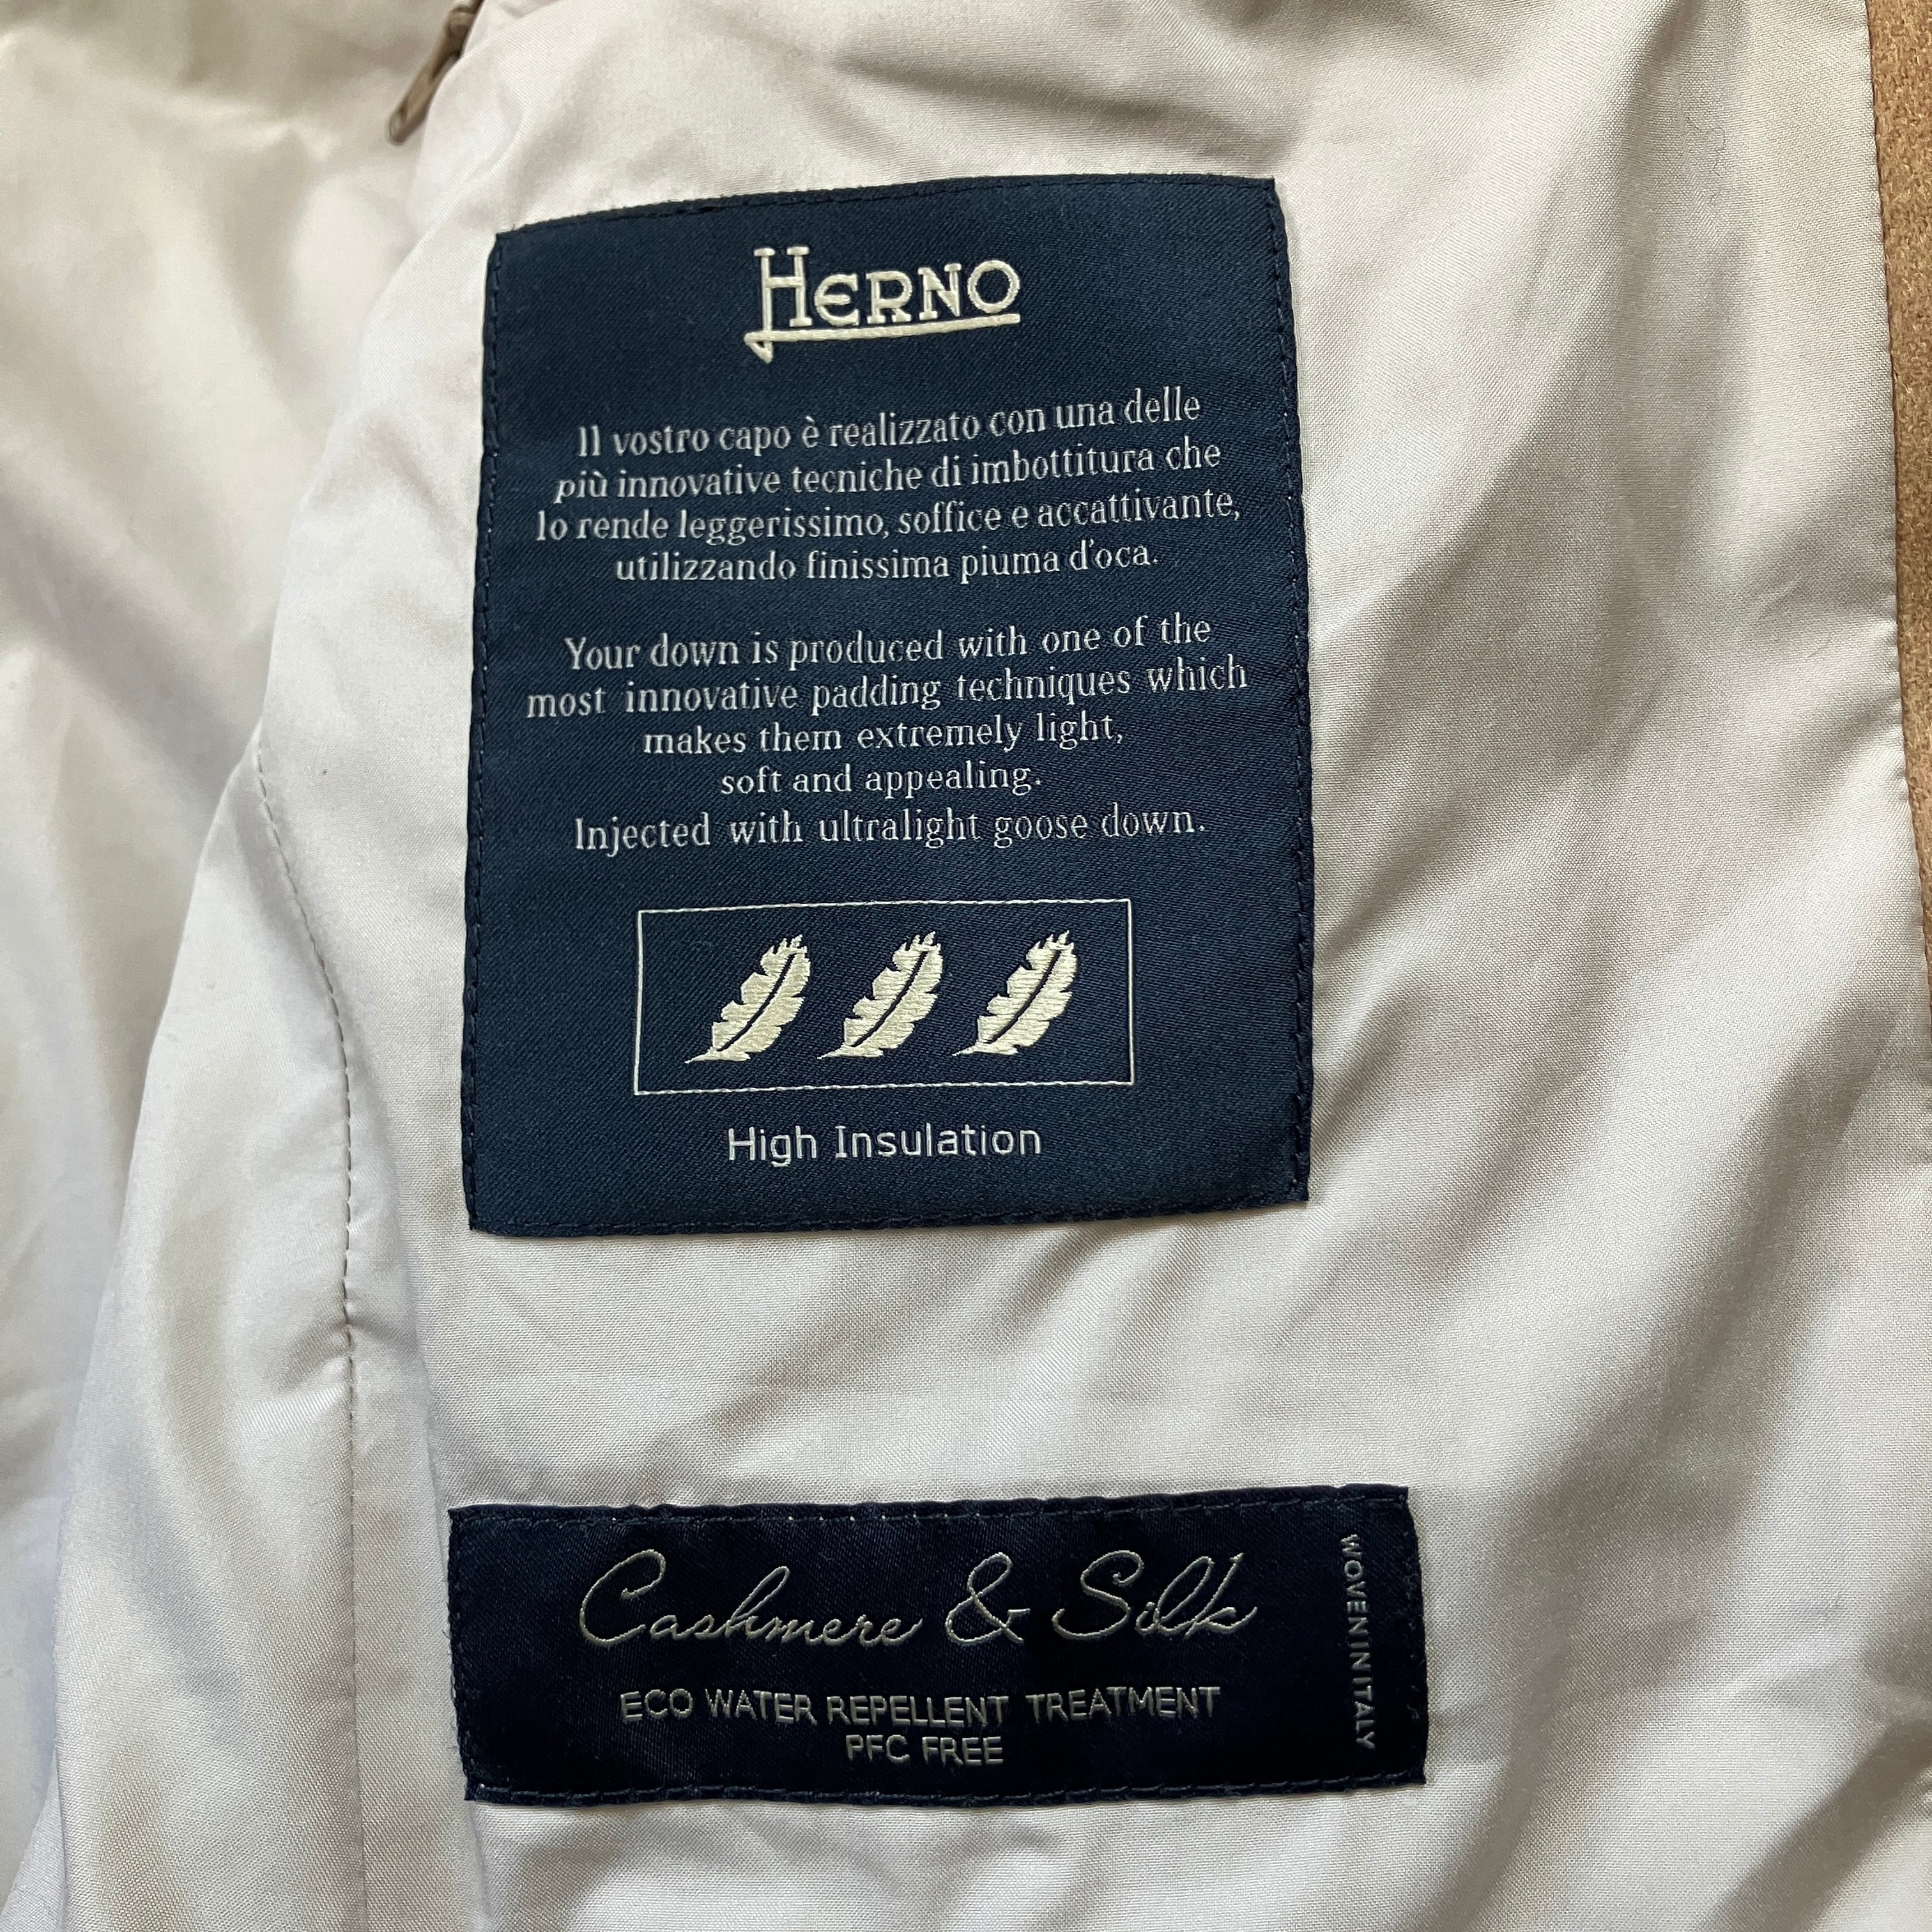 HERNO
Il vostro capo è realizzato con una delle
più innovative tecniche di imbottitura che
lo rende leggerissimo, soffice e accattivante,
utilizzando finissima piuma d'oca.
Your down is produced with one of the
most innovative padding techniques which
makes them extremely light,
soft and appealing.
Injected with ultralight goose down.
High Insulation
Cashmere & Silk
ECO WATER REPELLENT TREATMENT
PFC FREE
WOVEN IN ITALY